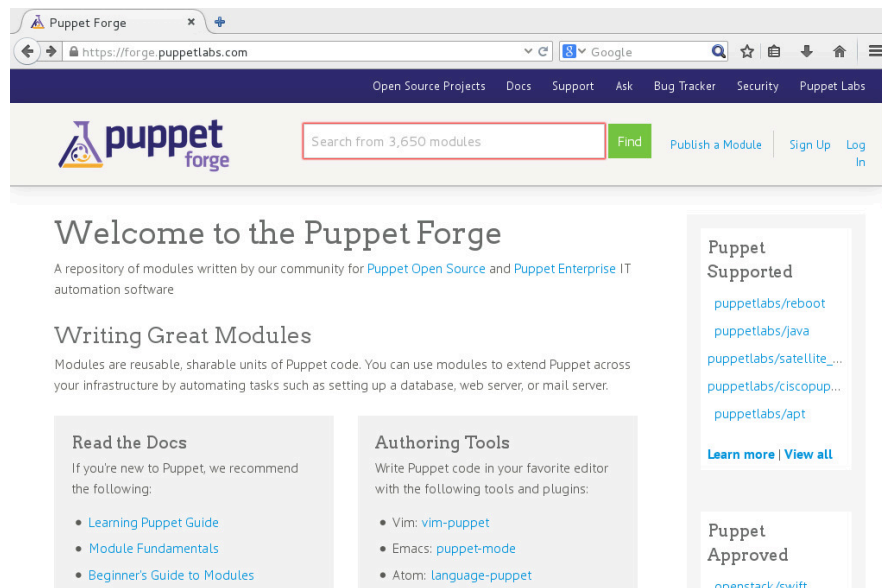 Puppet Forge
https://forge.puppetlabs.com
Google
Open Source Projects Docs Support Ask Bug Tracker Security Puppet Labs
puppet
forge
Search from 3,650 modules
Find
Publish a Module
Sign Up
Log
In
Welcome to the Puppet Forge
A repository of modules written by our community for Puppet Open Source and Puppet Enterprise IT
automation software
Writing Great Modules
Modules are reusable, sharable units of Puppet code. You can use modules to extend Puppet across
your infrastructure by automating tasks such as setting up a database, web server, or mail server.
Read the Docs
If you're new to Puppet, we recommend
the following:
• Learning Puppet Guide
• Module Fundamentals
• Beginner's Guide to Modules
Authoring Tools
Write Puppet code in your favorite editor
with the following tools and plugins:
• Vim: vim-puppet
• Emacs: puppet-mode
• Atom: language-puppet
Puppet
Supported
puppetlabs/reboot
puppetlabs/java
puppetlabs/satellite_...
puppetlabs/ciscopup...
puppetlabs/apt
Learn more | View all
Puppet
Approved
openstack/swift